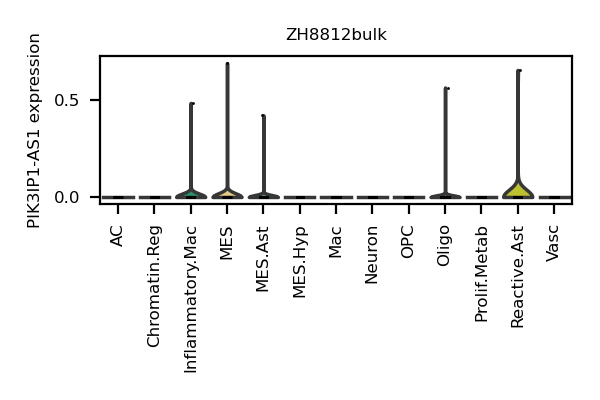 ZH8812bulk
PIK3IP1-AS1 expression
0.5
0.0
AC
Chromatin.Reg
Inflammatory.Mac
MES
MES.Ast
MES.Hyp
Mac
Neuron
OPC
Oligo
Prolif.Metab
Reactive.Ast
Vasc